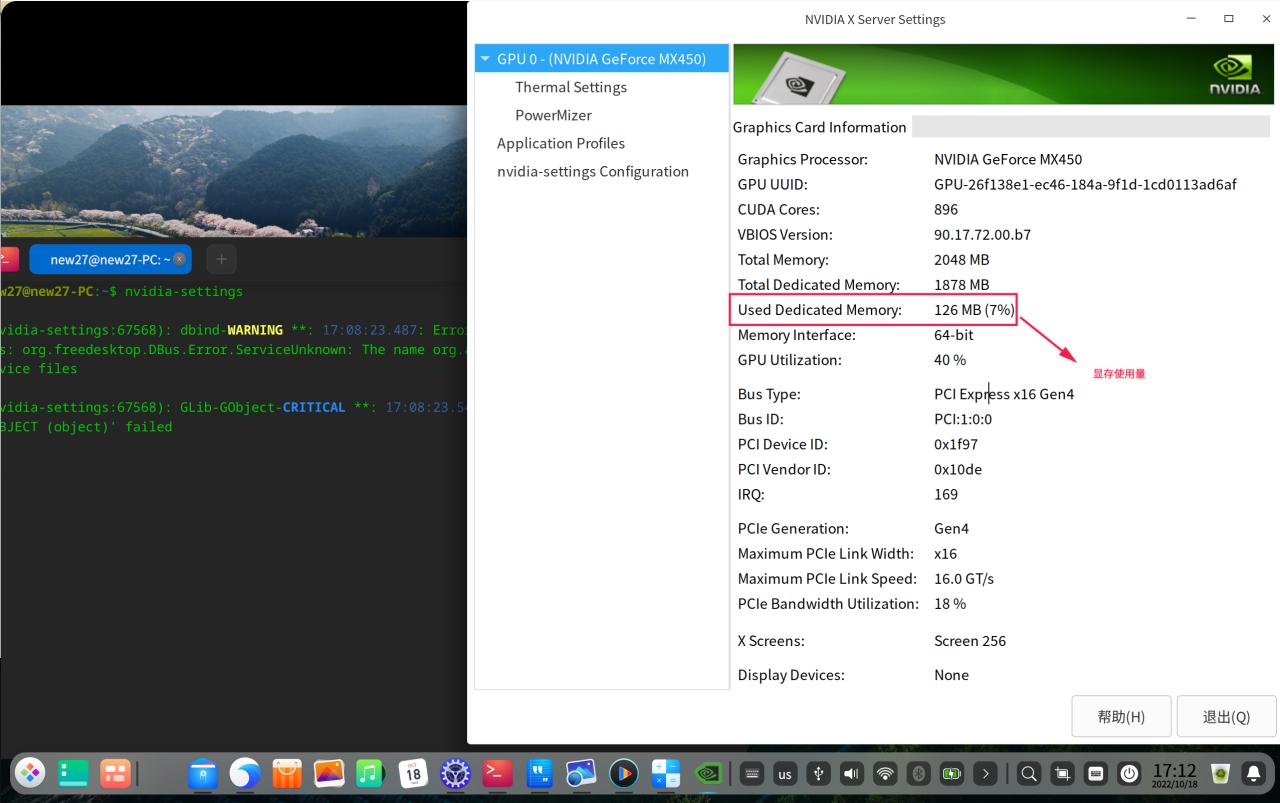 NVIDIA X Server Settings
GPU 0 - (NVIDIA GeForce MX450)
Thermal Settings
PowerMizer
Application Profiles
nvidia-settings Configuration
NVIDIA.
Graphics Card Information
Graphics Processor: NVIDIA GeForce MX450
GPU UUID: GPU-26f138e1-ec46-184a-9f1d-1cd0113ad6af
CUDA Cores: 896
VBIOS Version: 90.17.72.00.b7
Total Memory: 2048 MB
Total Dedicated Memory: 1878 MB
Used Dedicated Memory: 126 MB (7%)
显存使用量
Memory Interface: 64-bit
GPU Utilization: 40 %
Bus Type: PCI Express x16 Gen4
Bus ID: PCI:1:0:0
PCI Device ID: 0x1f97
PCI Vendor ID: 0x10de
IRQ: 169
PCIe Generation: Gen4
Maximum PCIe Link Width: x16
Maximum PCIe Link Speed: 16.0 GT/s
PCIe Bandwidth Utilization: 18 %
X Screens: Screen 256
Display Devices: None
帮助(H) 退出(Q)
new27@new27-PC: ~
w27@new27-PC:~$ nvidia-settings
vidia-settings:67568): dbind-WARNING **: 17:08:23.487: Erro
s: org.freedesktop.DBus.Error.ServiceUnknown: The name org.
vice files
vidia-settings:67568): GLib-GObject-CRITICAL **: 17:08:23.5
BJECT (object)' failed
OCT
18
us
17:12
2022/10/18